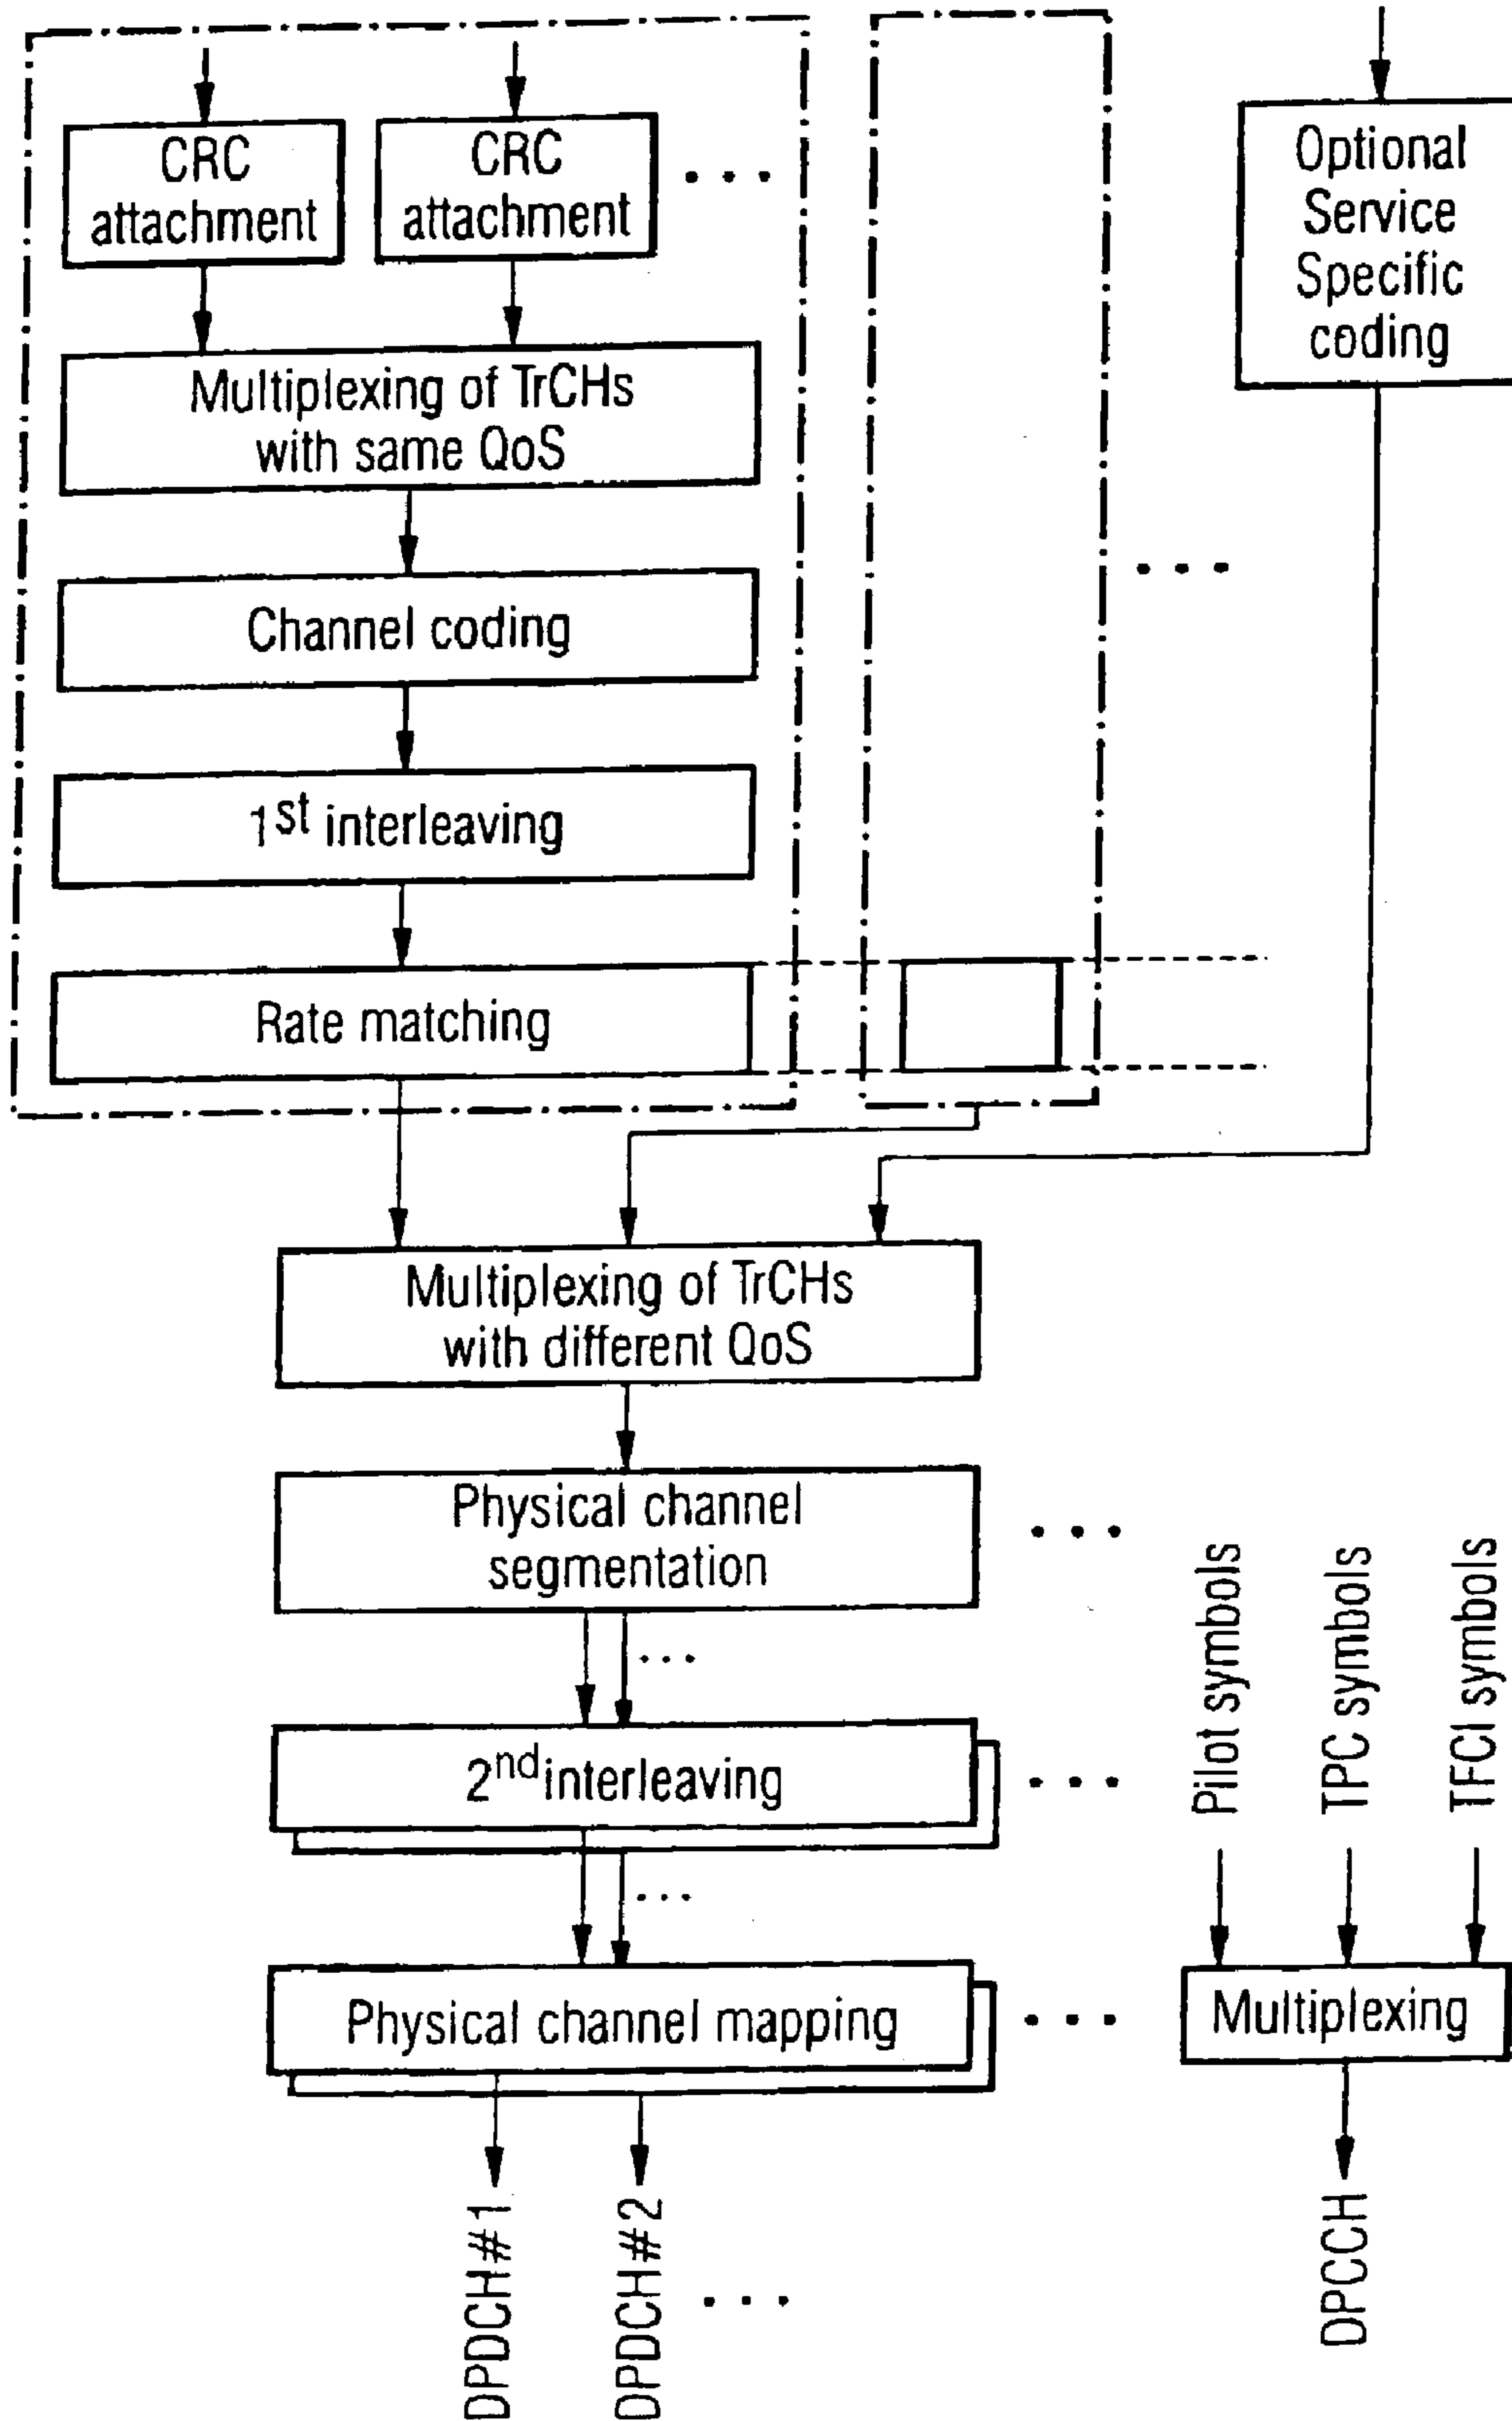 CRC
attachment
CRC
attachment
. . .
Optional
Service
Specific
coding
Multiplexing of TrCHs
with same QoS
Channel coding
. . .
1st interleaving
Rate matching
Multiplexing of TrCHs
with different QoS
Physical channel
segmentation
. . .
. . .
Pilot symbols
TPC symbols
TFCI symbols
2nd interleaving
. . .
. . .
Physical channel mapping
. . .
Multiplexing
DPDCH#1
DPDCH#2
. . .
DPCCH